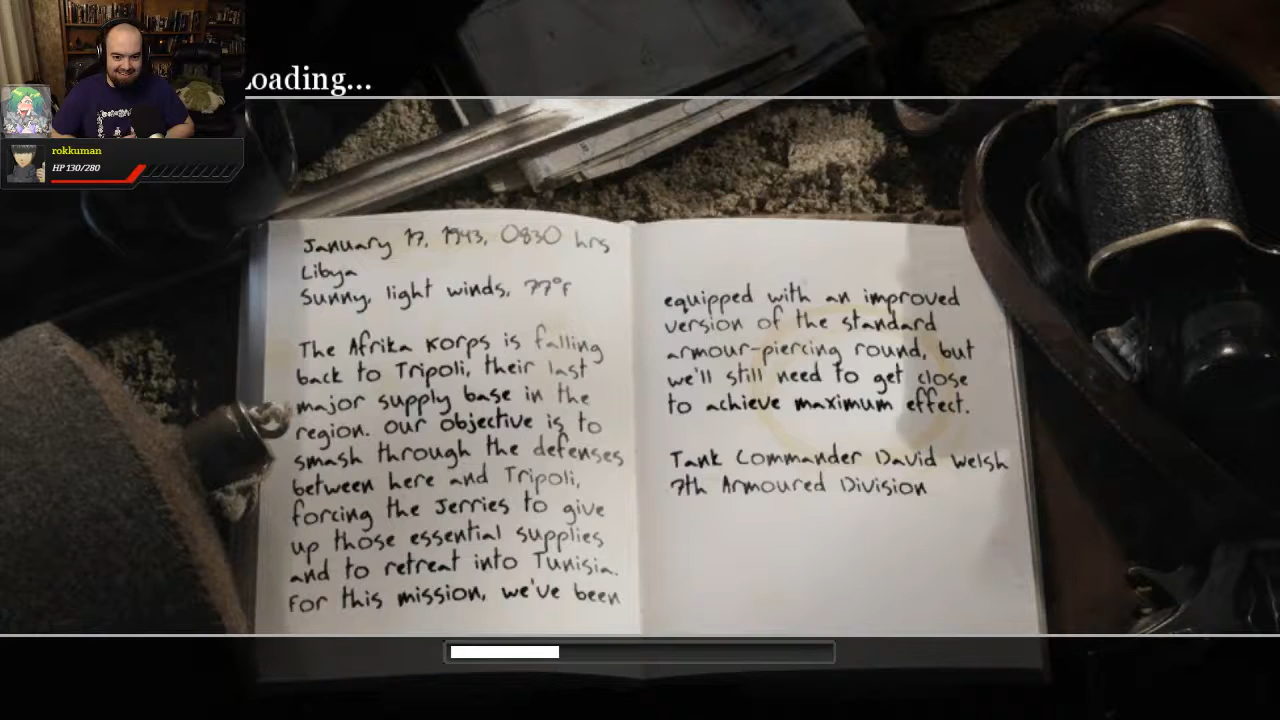 Loading...
rokkuman
HP 130/280
January 17, 1943, 0830 hrs
Libya
Sunny, light winds, 77°F
The Afrika Korps is falling
back to Tripoli, their last
major supply base in the
region. Our objective is to
smash through the defenses
between here and Tripoli,
forcing the Jerries to give
up those essential supplies
and to retreat into Tunisia.
For this mission, we've been
equipped with an improved
version of the standard
armour-piercing round, but
we'll still need to get close
to achieve maximum effect.
Tank Commander David Welsh
7th Armoured Division